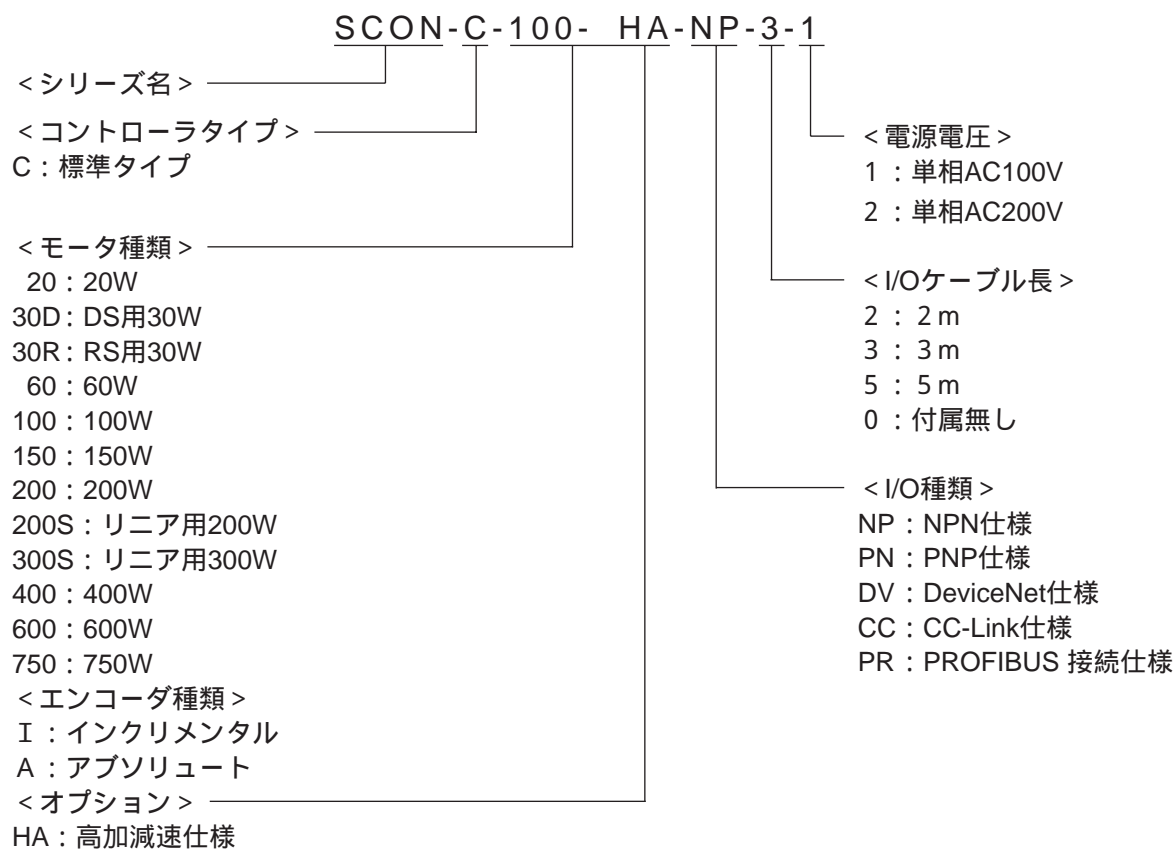 SCON-C-100- HA-NP-3-1
<シリーズ名>
<コントローラタイプ>
C：標準タイプ
<モータ種類>
20：20W
30D：DS用30W
30R：RS用30W
60：60W
100：100W
150：150W
200：200W
200S：リニア用200W
300S：リニア用300W
400：400W
600：600W
750：750W
<エンコーダ種類>
I：インクリメンタル
A：アブソリュート
<オプション>
HA：高加減速仕様
<電源電圧>
1：単相AC100V
2：単相AC200V
<I/Oケーブル長>
2：2m
3：3m
5：5m
0：付属無し
<I/O種類>
NP：NPN仕様
PN：PNP仕様
DV：DeviceNet仕様
CC：CC-Link仕様
PR：PROFIBUS 接続仕様